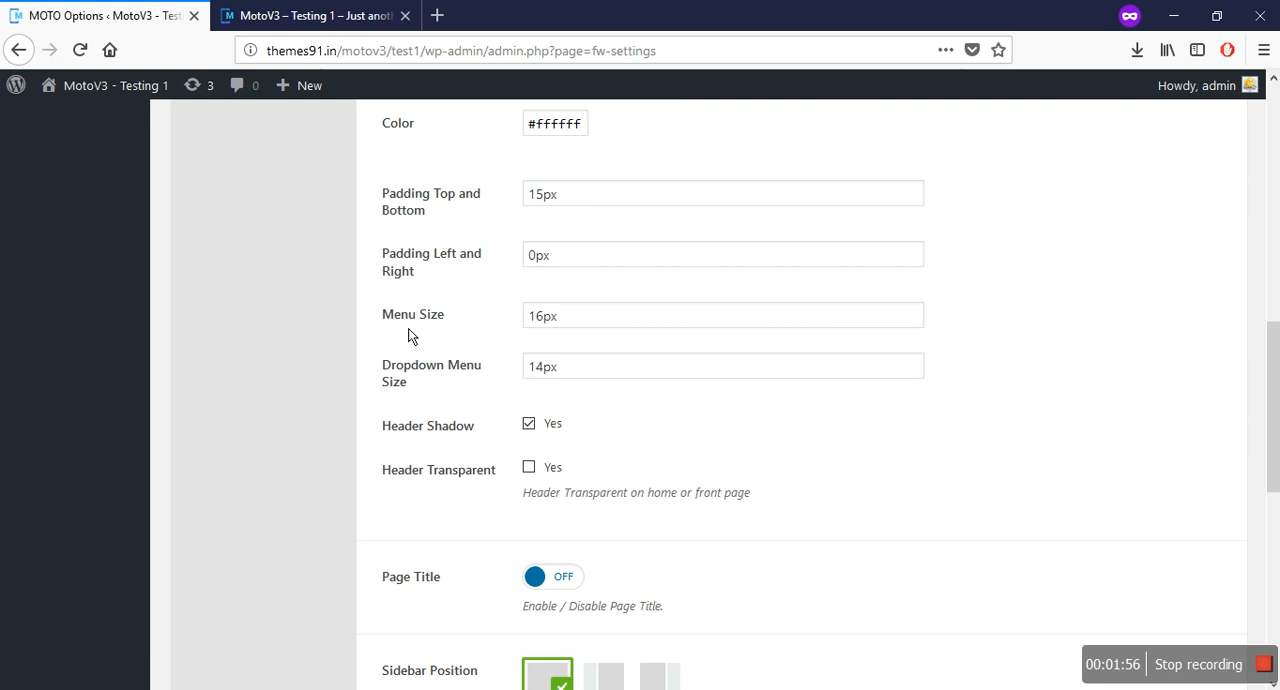 MOTO Options ‹ MotoV3 - Tes
MotoV3 – Testing 1 – Just anot
themes91.in/motov3/test1/wp-admin/admin.php?page=fw-settings
MotoV3 - Testing 1
3
0
New
Howdy, admin
Color
#ffffff
Padding Top and
Bottom
15px
Padding Left and
Right
0px
Menu Size
16px
Dropdown Menu
Size
14px
Header Shadow
Yes
Header Transparent
Yes
Header Transparent on home or front page
Page Title
OFF
Enable / Disable Page Title.
00:01:56
Stop recording
Sidebar Position